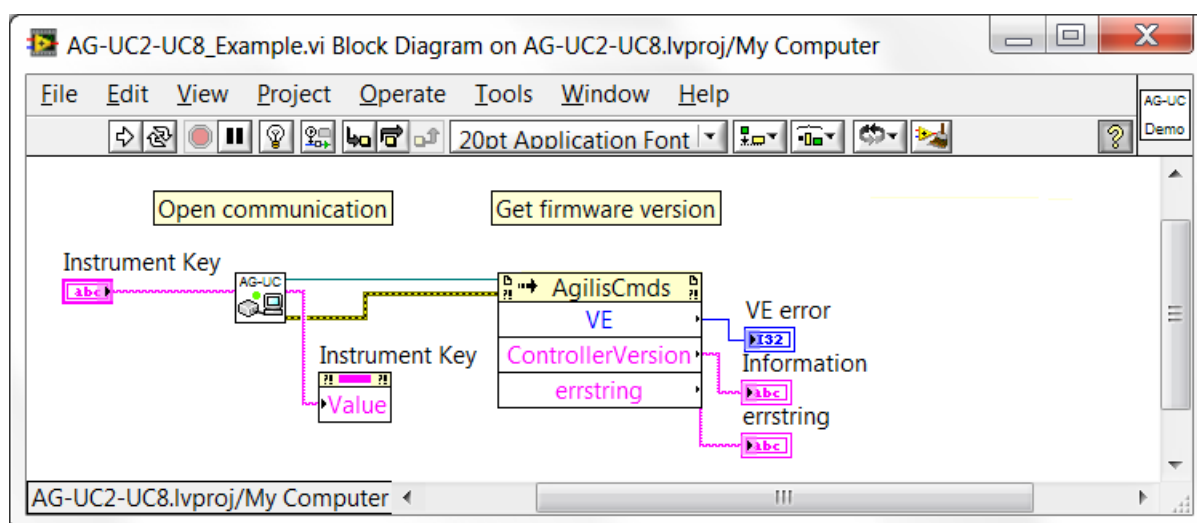 AG-UC2-UC8_Example.vi Block Diagram on AG-UC2-UC8.lvproj/My Computer
File Edit View Project Operate Tools Window Help
AG-UC
Demo
20pt Application Font
Open communication
Get firmware version
Instrument Key
abc
AG-UC
AgilisCmds
VE
VE error
I32
Instrument Key
ControllerVersion
Information
Value
errstring
abc
errstring
abc
AG-UC2-UC8.lvproj/My Computer